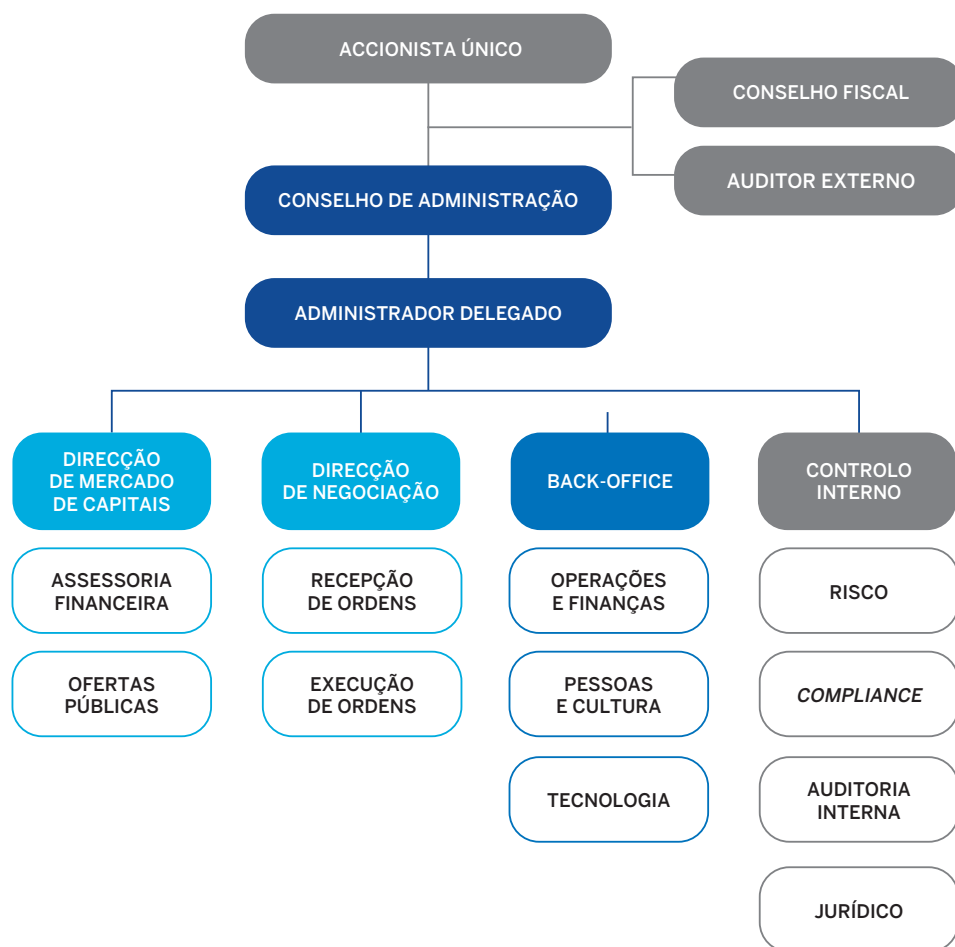 ACCIONISTA ÚNICO
CONSELHO FISCAL
AUDITOR EXTERNO
CONSELHO DE ADMINISTRAÇÃO
ADMINISTRADOR DELEGADO
DIRECÇÃO
DE MERCADO
DE CAPITAIS
DIRECÇÃO
DE NEGOCIAÇÃO
BACK-OFFICE
CONTROLO
INTERNO
ASSESSORIA
FINANCEIRA
RECEPÇÃO
DE ORDENS
OPERAÇÕES
E FINANÇAS
RISCO
OFERTAS
PÚBLICAS
EXECUÇÃO
DE ORDENS
PESSOAS
E CULTURA
COMPLIANCE
TECNOLOGIA
AUDITORIA
INTERNA
JURÍDICO